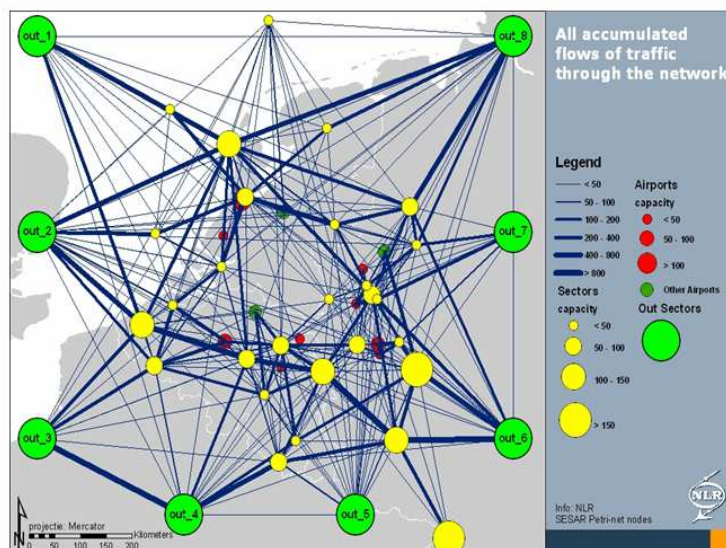 out_1
out_8
out_2
out_7
out_3
out_6
out_4
out_5
projectie: Mercator
0 50 100 200
Kilometers
All accumulated
flows of traffic
through the network
Legend
< 50
50 - 100
100 - 200
200 - 400
400 - 800
> 800
Airports
capacity
< 50
50 - 100
> 100
Other Airports
Sectors
capacity
< 50
50 - 100
100 - 150
> 150
Out Sectors
Info: NLR
SESAR Petri-net nodes
NLR